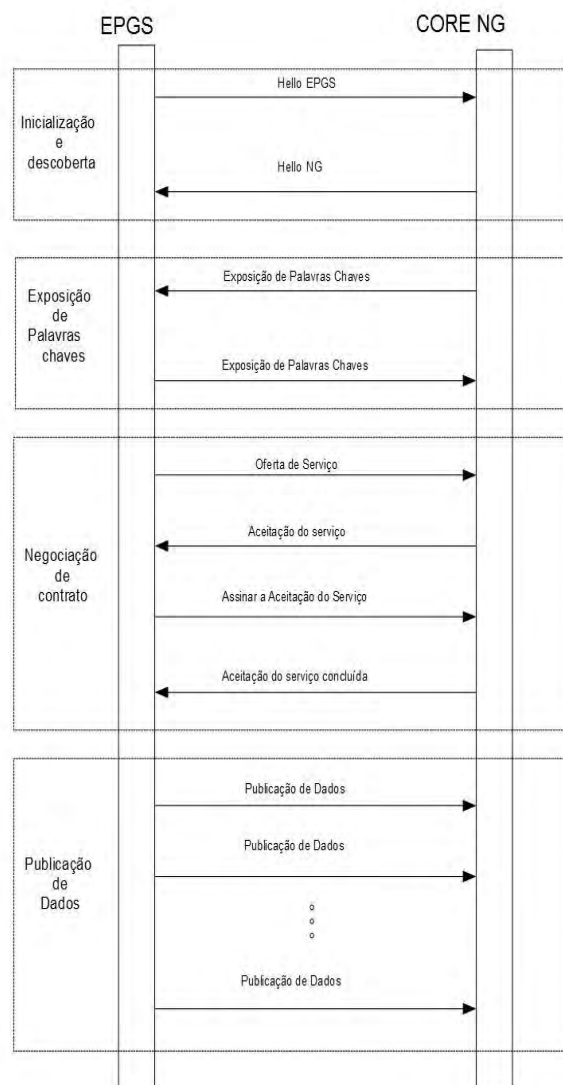 EPGS
CORE NG
Inicialização
e
descoberta
Hello EPGS
Hello NG
Exposição
de
Palavras
chaves
Exposição de Palavras Chaves
Exposição de Palavras Chaves
Negociação
de
contrato
Oferta de Serviço
Aceitação do serviço
Assinar a Aceitação do Serviço
Aceitação do serviço concluída
Publicação
de
Dados
Publicação de Dados
Publicação de Dados
Publicação de Dados